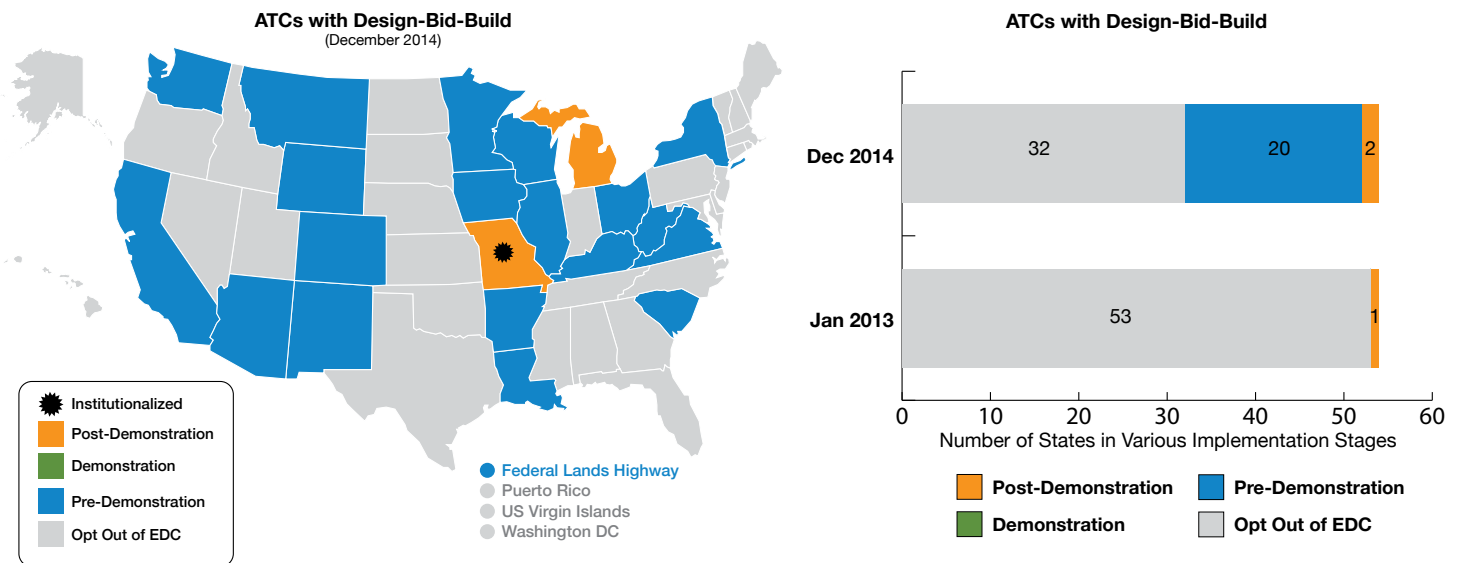 ATCs with Design-Bid-Build
(December 2014)
Institutionalized
Post-Demonstration
Demonstration
Pre-Demonstration
Opt Out of EDC
Federal Lands Highway
Puerto Rico
US Virgin Islands
Washington DC
ATCs with Design-Bid-Build
Dec 2014
32
20
2
Jan 2013
53
1
0 10 20 30 40 50 60
Number of States in Various Implementation Stages
Post-Demonstration
Pre-Demonstration
Demonstration
Opt Out of EDC